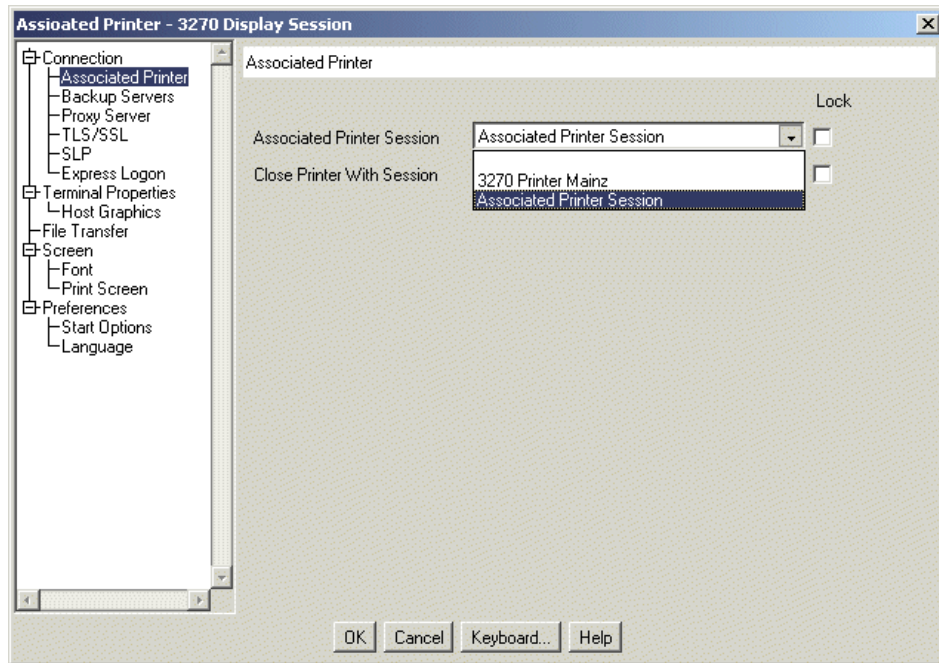 Assioated Printer - 3270 Display Session
Connection
Associated Printer
Backup Servers
Proxy Server
TLS/SSL
SLP
Express Logon
Terminal Properties
Host Graphics
File Transfer
Screen
Font
Print Screen
Preferences
Start Options
Language
Associated Printer
Lock
Associated Printer Session Associated Printer Session
Close Printer With Session
3270 Printer Mainz
Associated Printer Session
OK Cancel Keyboard... Help